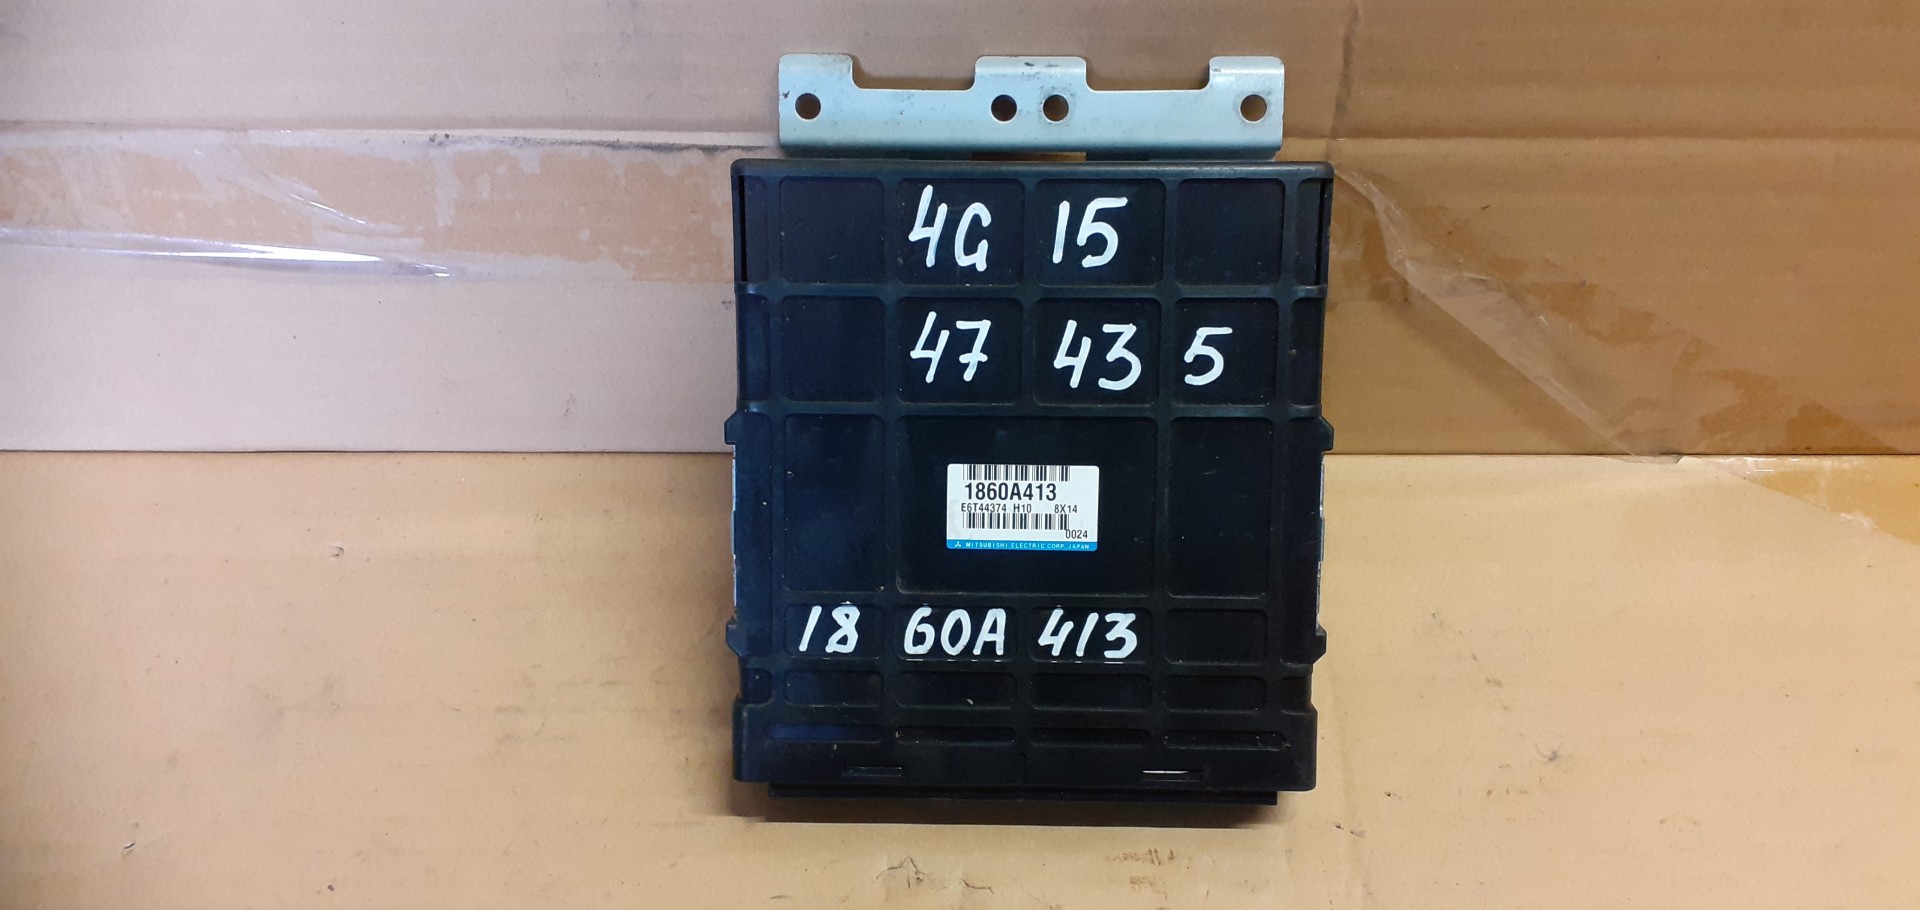 4G 15
47 43 5
1860A413
E6T44374 H10 8X14
0024
MITSUBISHI ELECTRIC CORP. JAPAN
18 60A 413